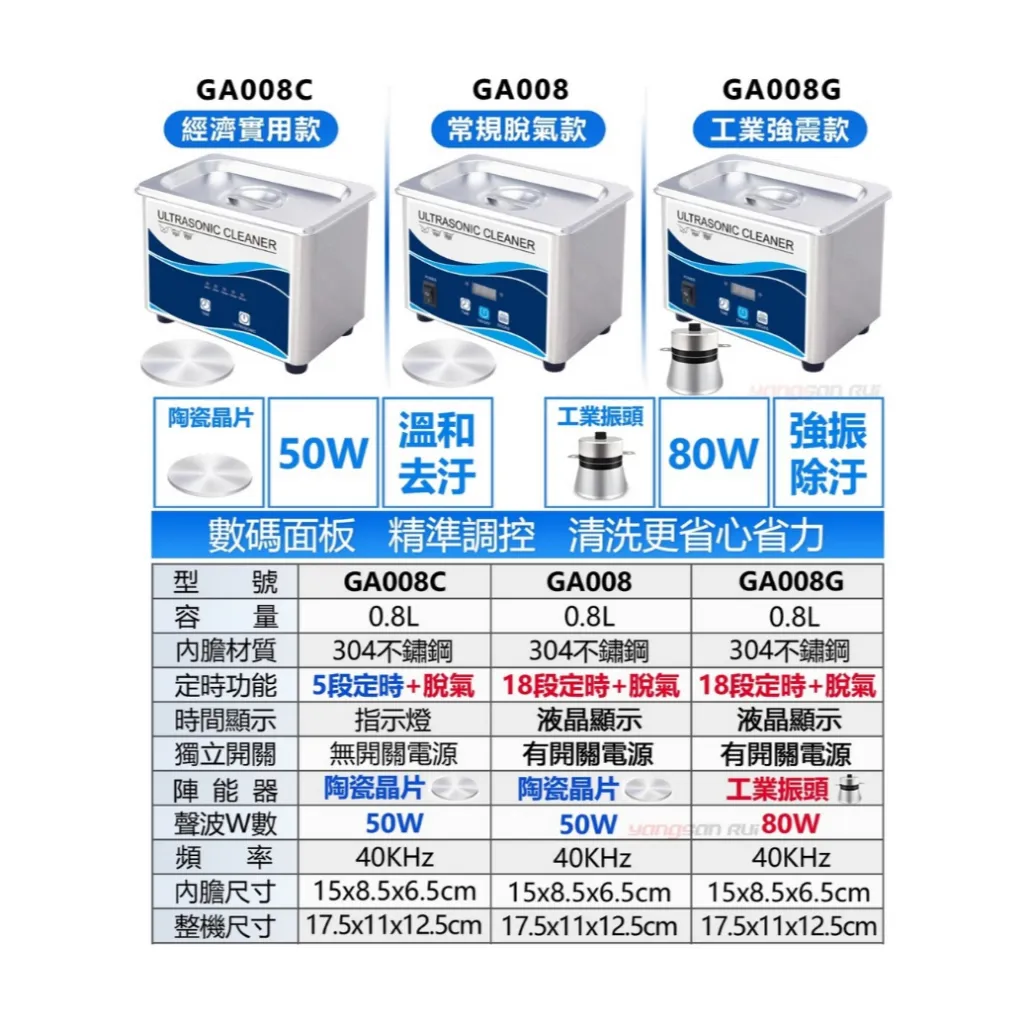 GA008C GA008 GA008G
經濟實用款 常規脫氣款 工業強震款
ULTRASONIC CLEANER ULTRASONIC CLEANER ULTRASONIC CLEANER
yangsan RUI
陶瓷晶片 50W 溫和去汙 工業振頭 80W 強振除汙
數碼面板 精準調控 清洗更省心省力
型號 GA008C GA008 GA008G
容量 0.8L 0.8L 0.8L
內膽材質 304不鏽鋼 304不鏽鋼 304不鏽鋼
定時功能 5段定時+脫氣 18段定時+脫氣 18段定時+脫氣
時間顯示 指示燈 液晶顯示 液晶顯示
獨立開關 無開關電源 有開關電源 有開關電源
陣能器 陶瓷晶片 陶瓷晶片 工業振頭
聲波W數 50W 50W yangsan RUI 80W
頻率 40KHz 40KHz 40KHz
內膽尺寸 15x8.5x6.5cm 15x8.5x6.5cm 15x8.5x6.5cm
整機尺寸 17.5x11x12.5cm 17.5x11x12.5cm 17.5x11x12.5cm